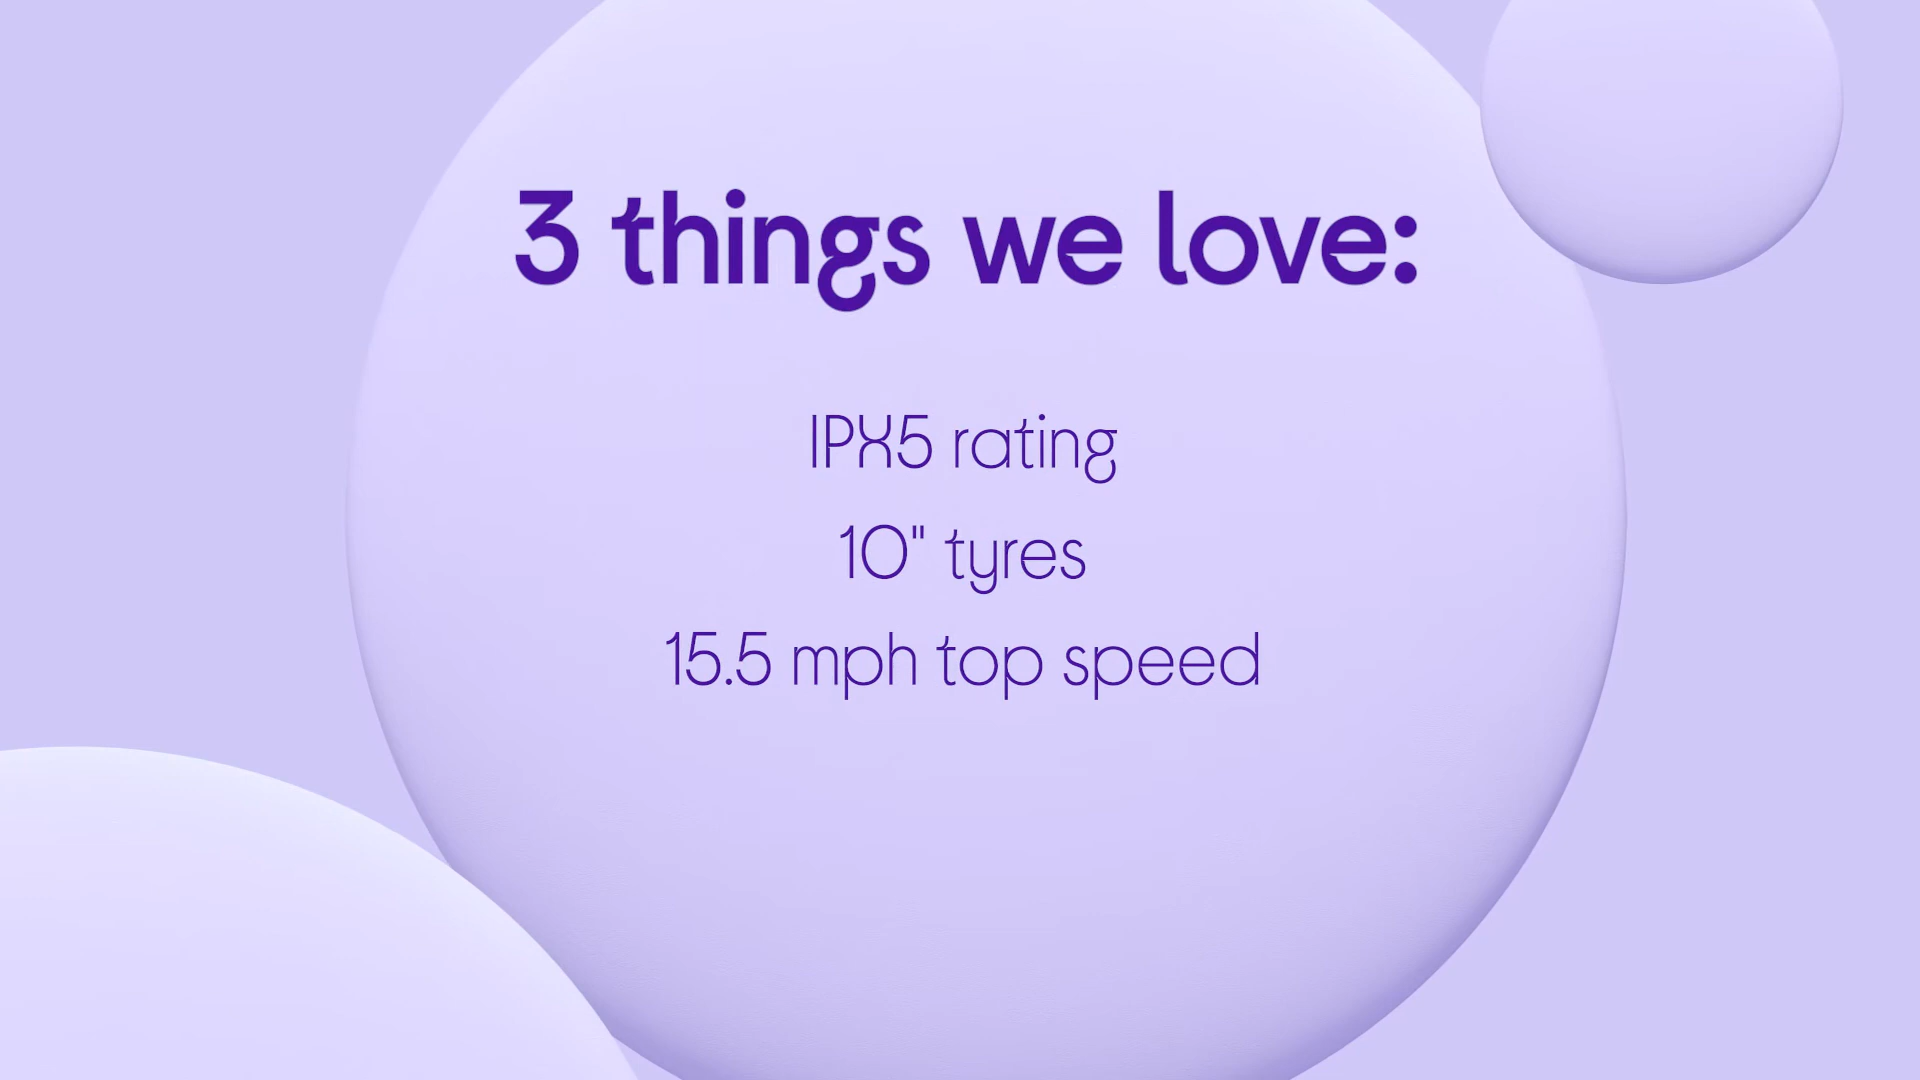 3 things we love:
IPX5 rating
10" tyres
15.5 mph top speed